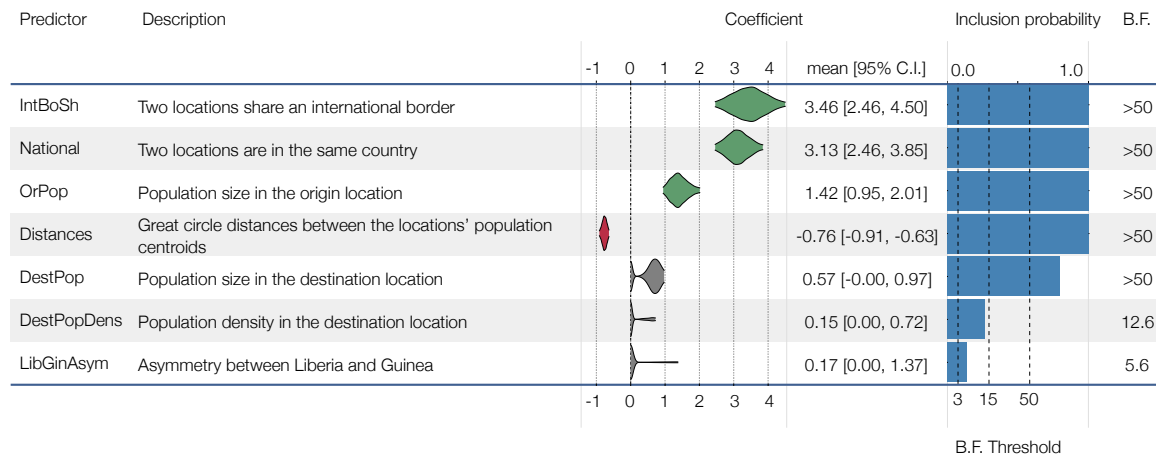 Predictor Description Coefficient Inclusion probability B.F.
-1 0 1 2 3 4 mean [95% C.I.] 0.0 1.0
IntBoSh Two locations share an international border 3.46 [2.46, 4.50] >50
National Two locations are in the same country 3.13 [2.46, 3.85] >50
OrPop Population size in the origin location 1.42 [0.95, 2.01] >50
Distances Great circle distances between the locations' population
centroids -0.76 [-0.91, -0.63] >50
DestPop Population size in the destination location 0.57 [-0.00, 0.97] >50
DestPopDens Population density in the destination location 0.15 [0.00, 0.72] 12.6
LibGinAsym Asymmetry between Liberia and Guinea 0.17 [0.00, 1.37] 5.6
-1 0 1 2 3 4 3 15 50
B.F. Threshold